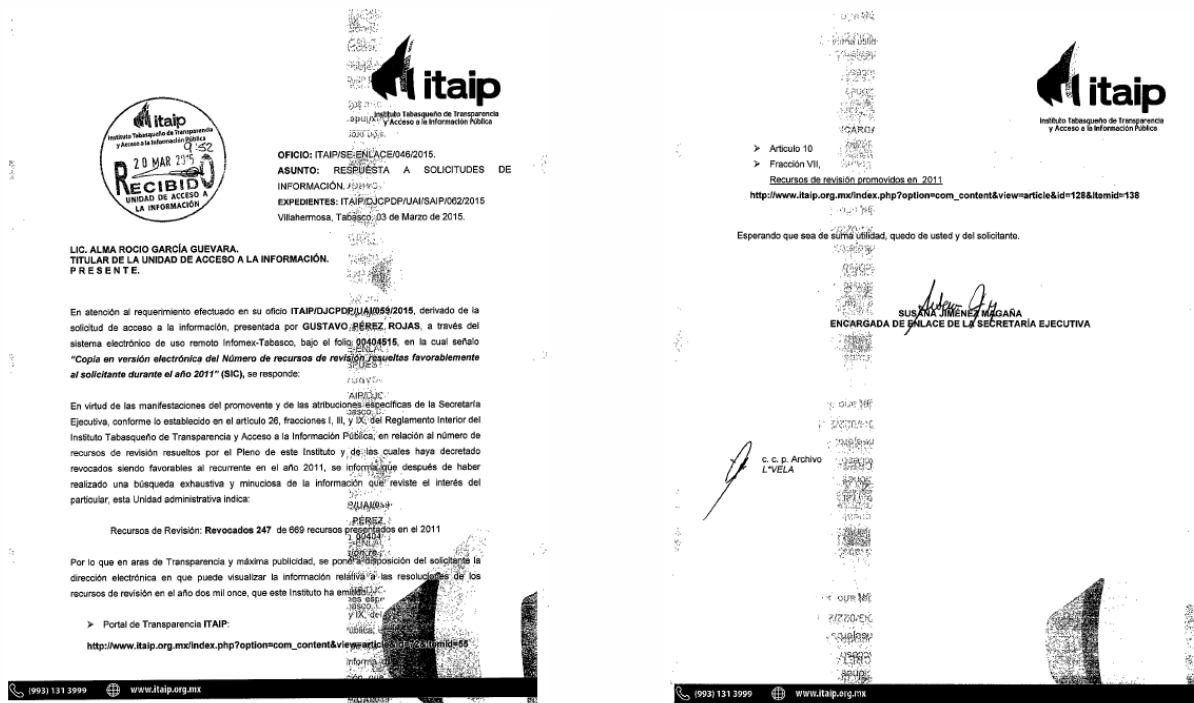 itaip
Instituto Tabasqueño de Transparencia
y Acceso a la Información Pública
itaip
Instituto Tabasqueño de Transparencia
y Acceso a la Información Pública
9:52
20 MAR 2015
RECIBIDO
UNIDAD DE ACCESO A
LA INFORMACIÓN
OFICIO: ITAIP/SE-ENLACE/046/2015.
ASUNTO: RESPUESTA A SOLICITUDES DE
INFORMACIÓN.
EXPEDIENTES: ITAIP/DJCPDP/UAI/SAIP/062/2015
Villahermosa, Tabasco, 03 de Marzo de 2015.
LIC. ALMA ROCIO GARCÍA GUEVARA.
TITULAR DE LA UNIDAD DE ACCESO A LA INFORMACIÓN.
P R E S E N T E.
En atención al requerimiento efectuado en su oficio ITAIP/DJCPDP/UAI/059/2015, derivado de la
solicitud de acceso a la información, presentada por GUSTAVO PÉREZ ROJAS, a través del
sistema electrónico de uso remoto Infomex-Tabasco, bajo el folio 00404515, en la cual señalo
"Copia en versión electrónica del Número de recursos de revisión resueltas favorablemente
al solicitante durante el año 2011" (SIC), se responde:
En virtud de las manifestaciones del promovente y de las atribuciones específicas de la Secretaría
Ejecutiva, conforme lo establecido en el articulo 26, fracciones I, III, y IX, del Reglamento Interior del
Instituto Tabasqueño de Transparencia y Acceso a la Información Pública, en relación al número de
recursos de revisión resueltos por el Pleno de este Instituto y de las cuales haya decretado
revocados siendo favorables al recurrente en el año 2011, se informa que después de haber
realizado una búsqueda exhaustiva y minuciosa de la información que reviste el interés del
particular, esta Unidad administrativa indica:
Recursos de Revisión: Revocados 247 de 669 recursos presentados en el 2011
Por lo que en aras de Transparencia y máxima publicidad, se pone a disposición del solicitante la
dirección electrónica en que puede visualizar la información relativa a las resoluciones de los
recursos de revisión en el año dos mil once, que este Instituto ha emitido.
➤ Portal de Transparencia ITAIP:
http://www.itaip.org.mx/index.php?option=com_content&view=article
(993) 131 3999 www.itaip.org.mx
itaip
Instituto Tabasqueño de Transparencia
y Acceso a la Información Pública
➤ Articulo 10
➤ Fracción VII,
Recursos de revisión promovidos en 2011
http://www.itaip.org.mx/index.php?option=com_content&view=article&id=128&Itemid=138
Esperando que sea de suma utilidad, quedo de usted y del solicitante.
SUSANA JIMÉNEZ MAGAÑA
ENCARGADA DE ENLACE DE LA SECRETARÍA EJECUTIVA
c. c. p. Archivo
L*VELA
(993) 131 3999 www.itaip.org.mx